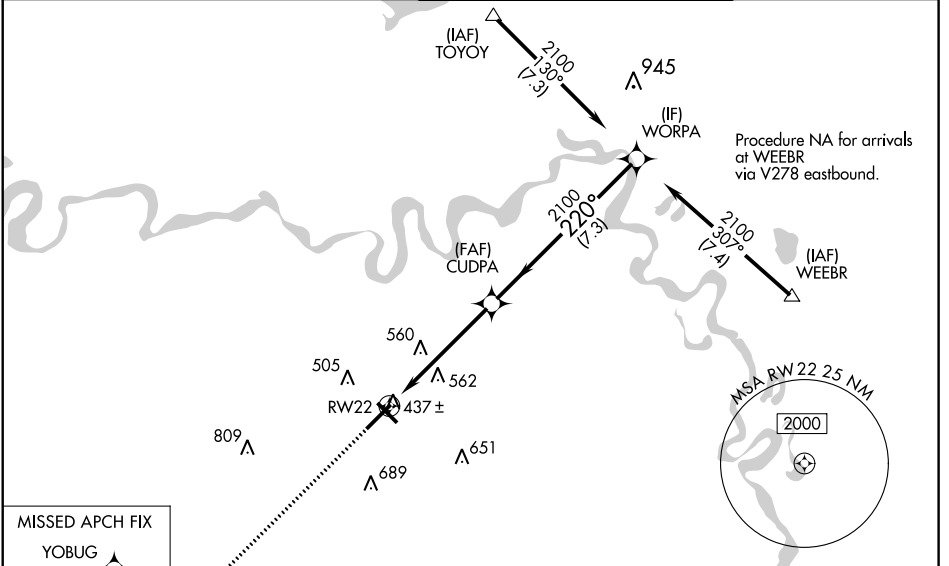 (IAF)
TOYOY
2100
130°
(7.3)
945
(IF)
WORPA
Procedure NA for arrivals
at WEEBR
via V278 eastbound.
2100
220°
(7.3)
2100
307°
(7.4)
(IAF)
WEEBR
(FAF)
CUDPA
560
505
562
RW22
437 ±
809
651
689
MSA RW22 25 NM
2000
MISSED APCH FIX
YOBUG